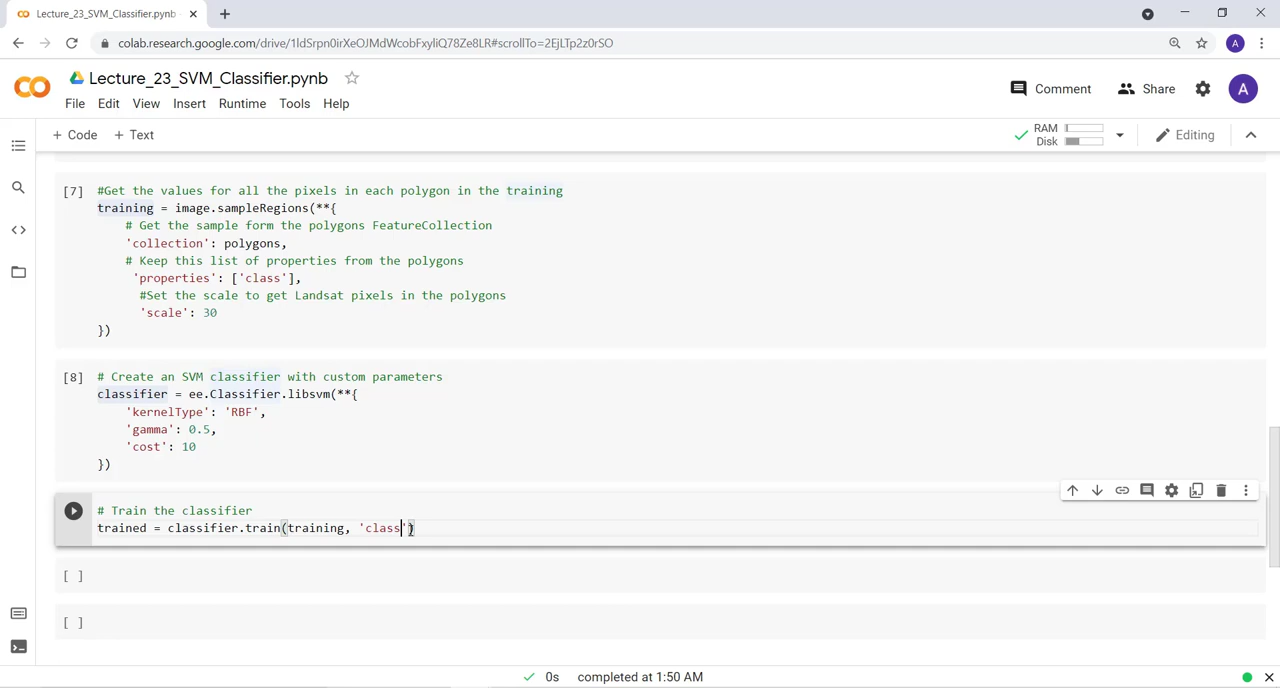 Lecture_23_SVM_Classifier.pynb
colab.research.google.com/drive/1ldSrpn0irXeOJMdWcobFxyliQ78Ze8LR#scrollTo=2EjLTp2z0rSO
A
Lecture_23_SVM_Classifier.pynb
File Edit View Insert Runtime Tools Help
Comment Share A
+ Code + Text
RAM
Disk
Editing
[7] #Get the values for all the pixels in each polygon in the training
training = image.sampleRegions(**{
# Get the sample form the polygons FeatureCollection
'collection': polygons,
# Keep this list of properties from the polygons
'properties': ['class'],
#Set the scale to get Landsat pixels in the polygons
'scale': 30
})
[8] # Create an SVM classifier with custom parameters
classifier = ee.Classifier.libsvm(**{
'kernelType': 'RBF',
'gamma': 0.5,
'cost': 10
})
# Train the classifier
trained = classifier.train(training, 'class')
[ ]
[ ]
0s completed at 1:50 AM